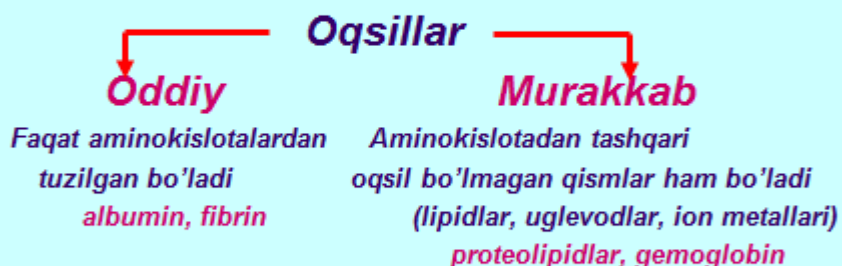 Oqsillar
Oddiy
Faqat aminokislotalardan
tuzilgan bo’ladi
albumin, fibrin
Murakkab
Aminokislotadan tashqari
oqsil bo’lmagan qismlar ham bo’ladi
(lipidlar, uglevodlar, ion metallari)
proteolipidlar, gemoglobin